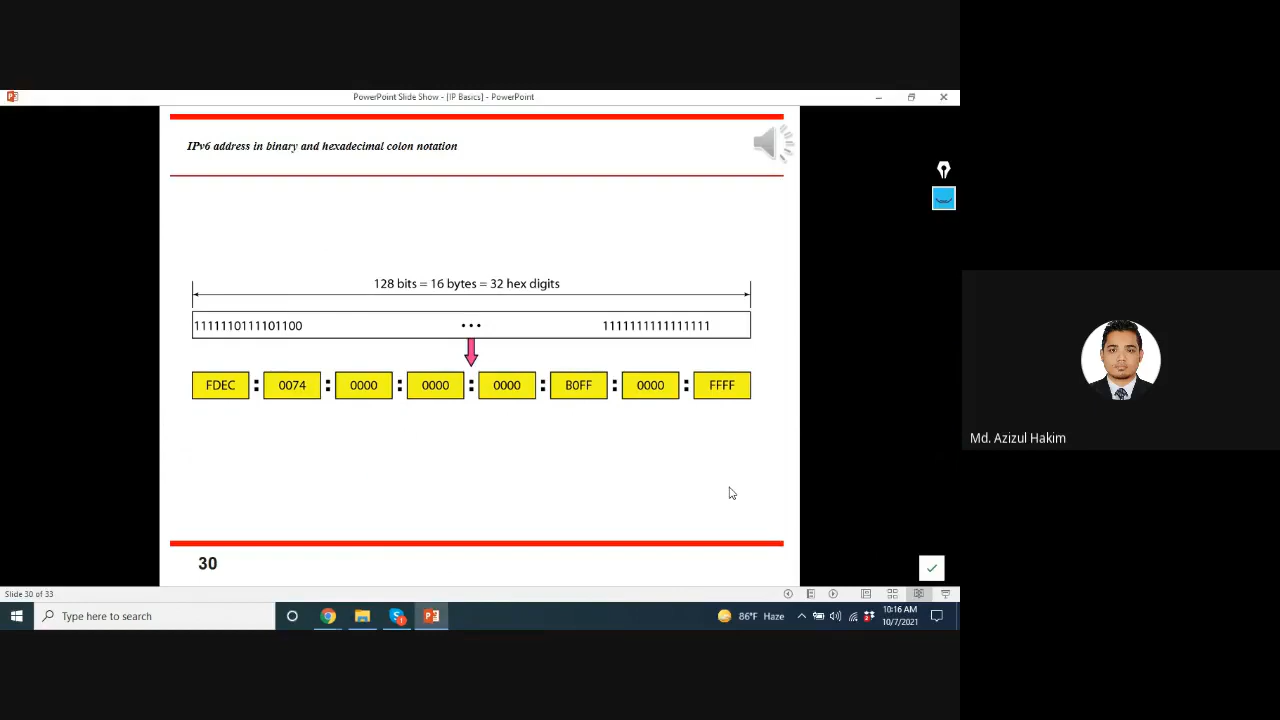 PowerPoint Slide Show - [IP Basics] - PowerPoint
IPv6 address in binary and hexadecimal colon notation
128 bits = 16 bytes = 32 hex digits
1111110111101100 ••• 1111111111111111
FDEC : 0074 : 0000 : 0000 : 0000 : B0FF : 0000 : FFFF
Md. Azizul Hakim
30
Slide 30 of 33
Type here to search
86°F Haze
10:16 AM
10/7/2021